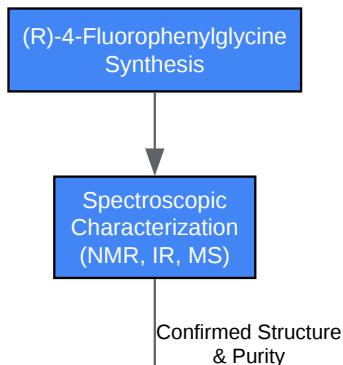 (R)-4-Fluorophenylglycine
Synthesis
Spectroscopic
Characterization
(NMR, IR, MS)
Confirmed Structure
& Purity